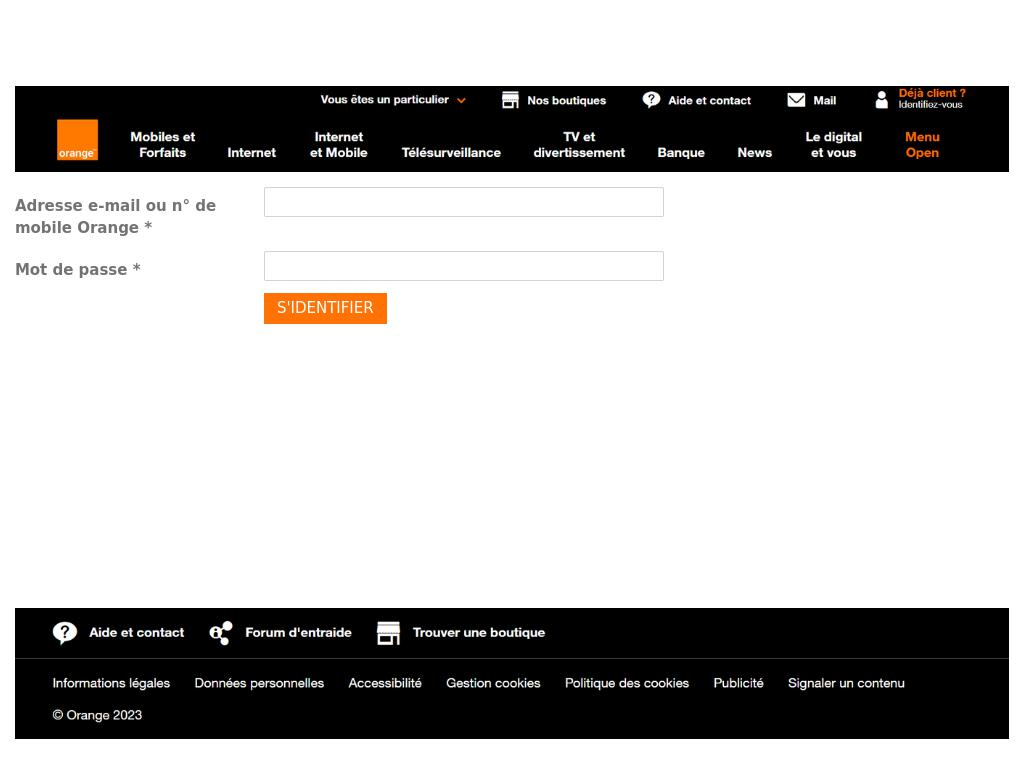 Vous êtes un particulier
Nos boutiques
Aide et contact
Mail
Déjà client ?
Identifiez-vous
orange™
Mobiles et
Forfaits
Internet
Internet
et Mobile
Télésurveillance
TV et
divertissement
Banque
News
Le digital
et vous
Menu
Open
Adresse e-mail ou n° de
mobile Orange *
Mot de passe *
S'IDENTIFIER
Aide et contact
Forum d'entraide
Trouver une boutique
Informations légales
Données personnelles
Accessibilité
Gestion cookies
Politique des cookies
Publicité
Signaler un contenu
© Orange 2023